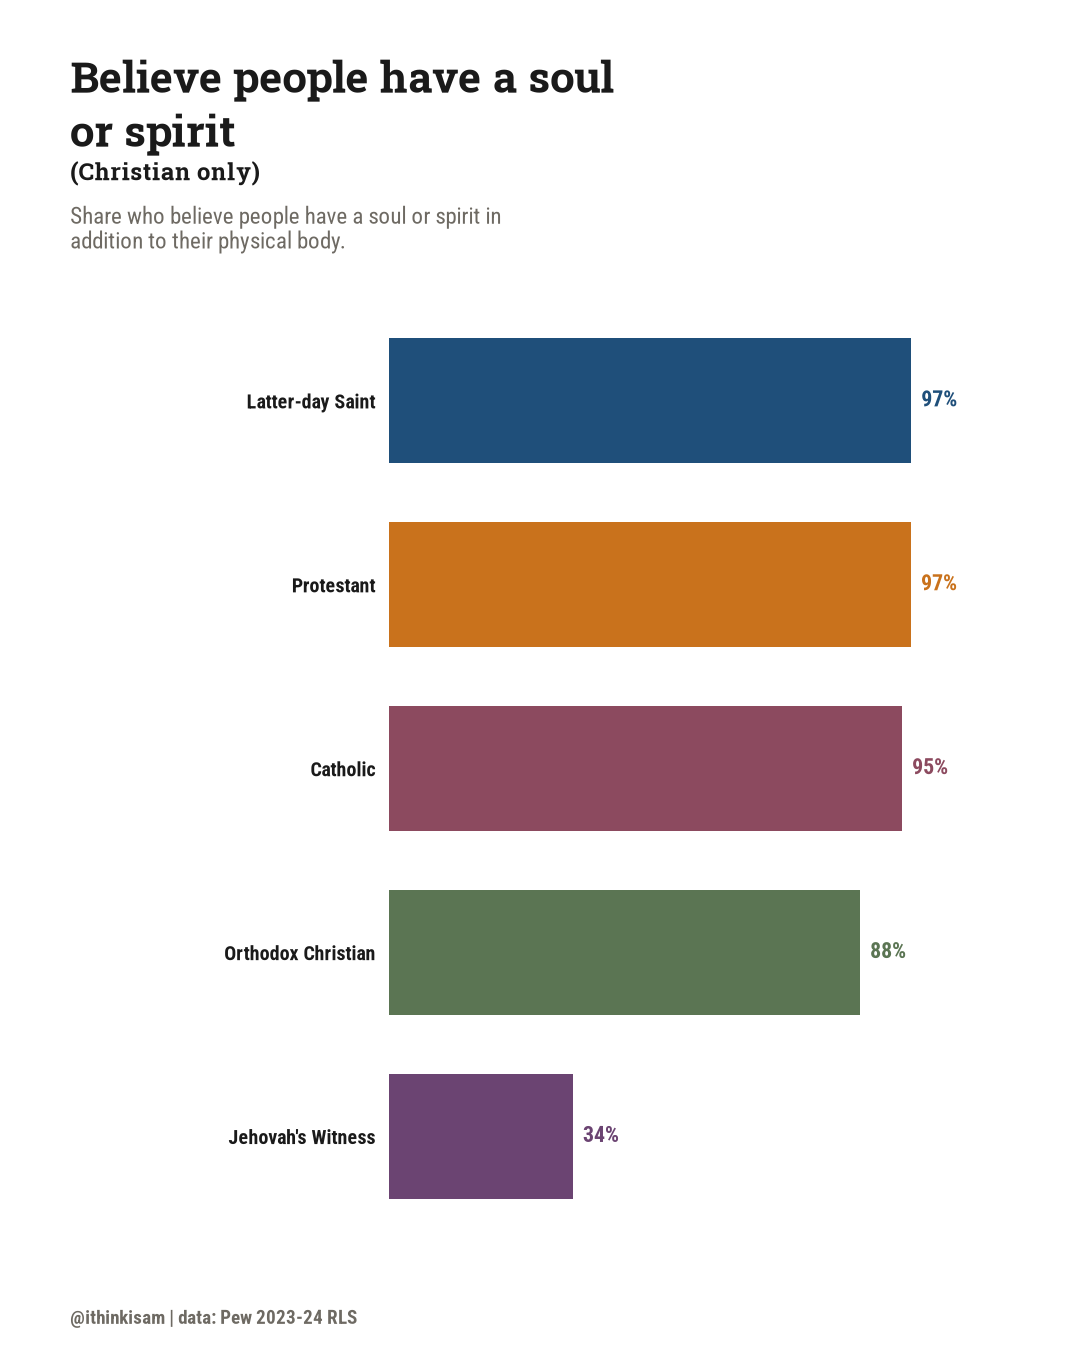 Believe people have a soul
or spirit
(Christian only)
Share who believe people have a soul or spirit in
addition to their physical body.
Latter-day Saint
97%
Protestant
97%
Catholic
95%
Orthodox Christian
88%
Jehovah's Witness
34%
@ithinkisam | data: Pew 2023-24 RLS